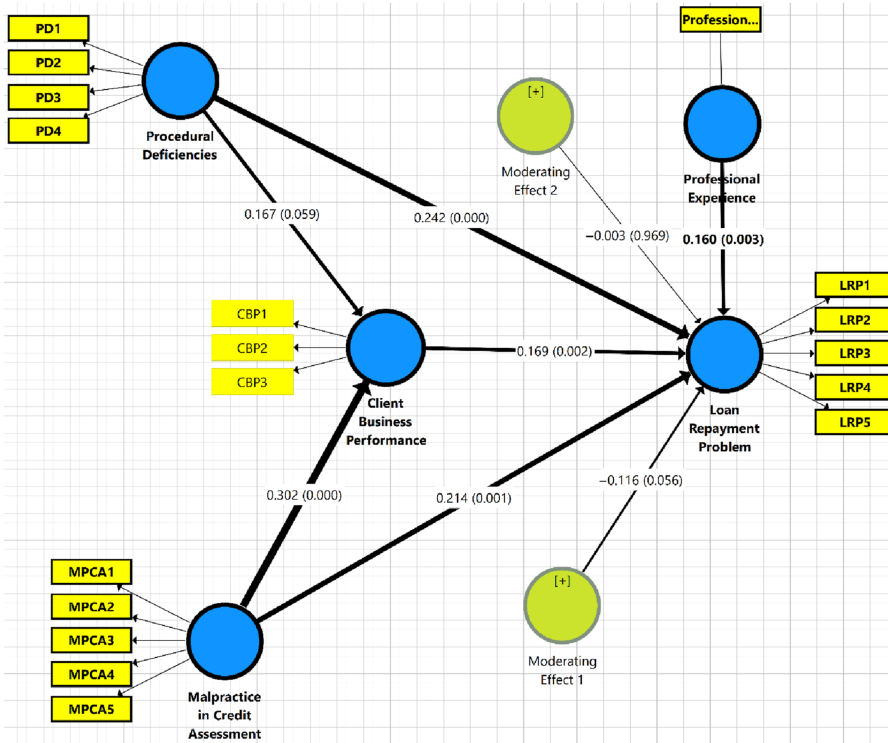 PD1
PD2
PD3
PD4
Procedural
Deficiencies
[+]
Moderating
Effect 2
Profession...
Professional
Experience
0.167 (0.059)
0.242 (0.000)
−0.003 (0.969)
0.160 (0.003)
CBP1
CBP2
CBP3
Client
Business
Performance
0.169 (0.002)
LRP1
LRP2
LRP3
LRP4
LRP5
Loan
Repayment
Problem
0.302 (0.000)
0.214 (0.001)
−0.116 (0.056)
MPCA1
MPCA2
MPCA3
MPCA4
MPCA5
Malpractice
in Credit
Assessment
[+]
Moderating
Effect 1